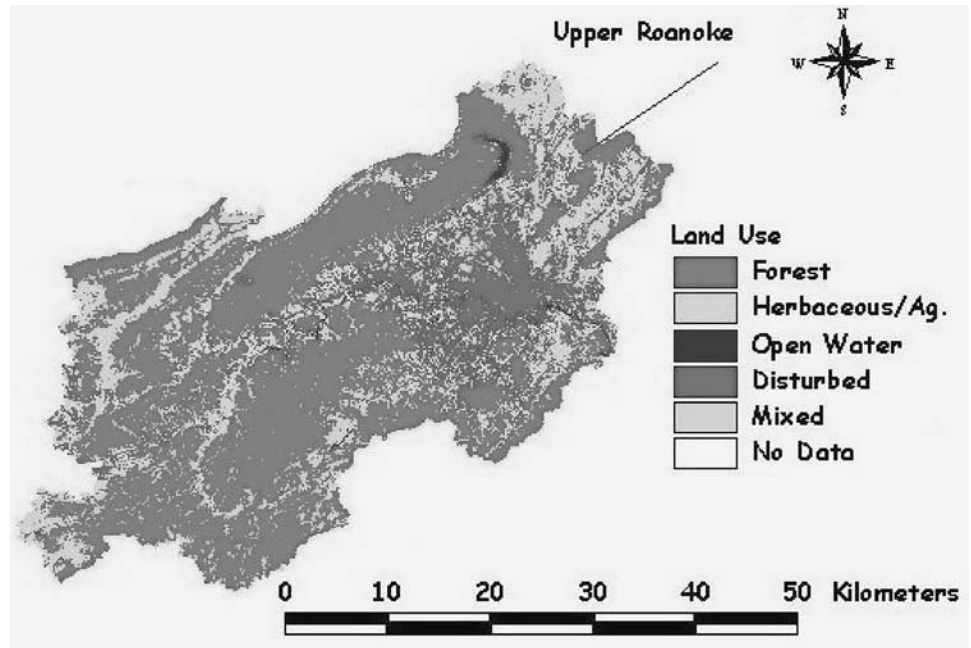 Upper Roanoke
N
W E
S
Land Use
Forest
Herbaceous/Ag.
Open Water
Disturbed
Mixed
No Data
0 10 20 30 40 50 Kilometers